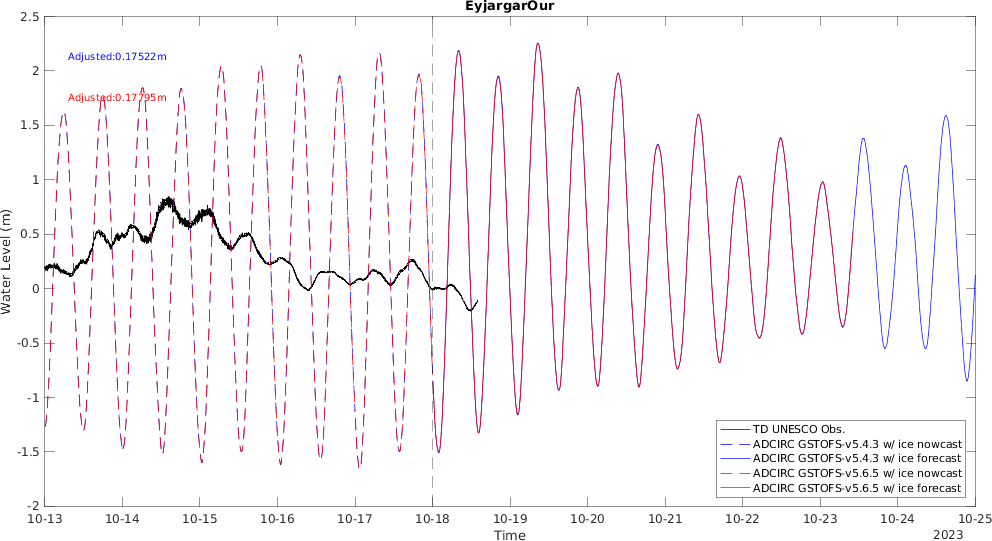 EyjargarOur
2.5
2
1.5
1
0.5
0
-0.5
-1
-1.5
-2
Water Level (m)
Adjusted:0.17522m
Adjusted:0.17795m
TD UNESCO Obs.
ADCIRC GSTOFS-v5.4.3 w/ ice nowcast
ADCIRC GSTOFS-v5.4.3 w/ ice forecast
ADCIRC GSTOFS-v5.6.5 w/ ice nowcast
ADCIRC GSTOFS-v5.6.5 w/ ice forecast
10-13 10-14 10-15 10-16 10-17 10-18 10-19 10-20 10-21 10-22 10-23 10-24 10-25
Time
2023